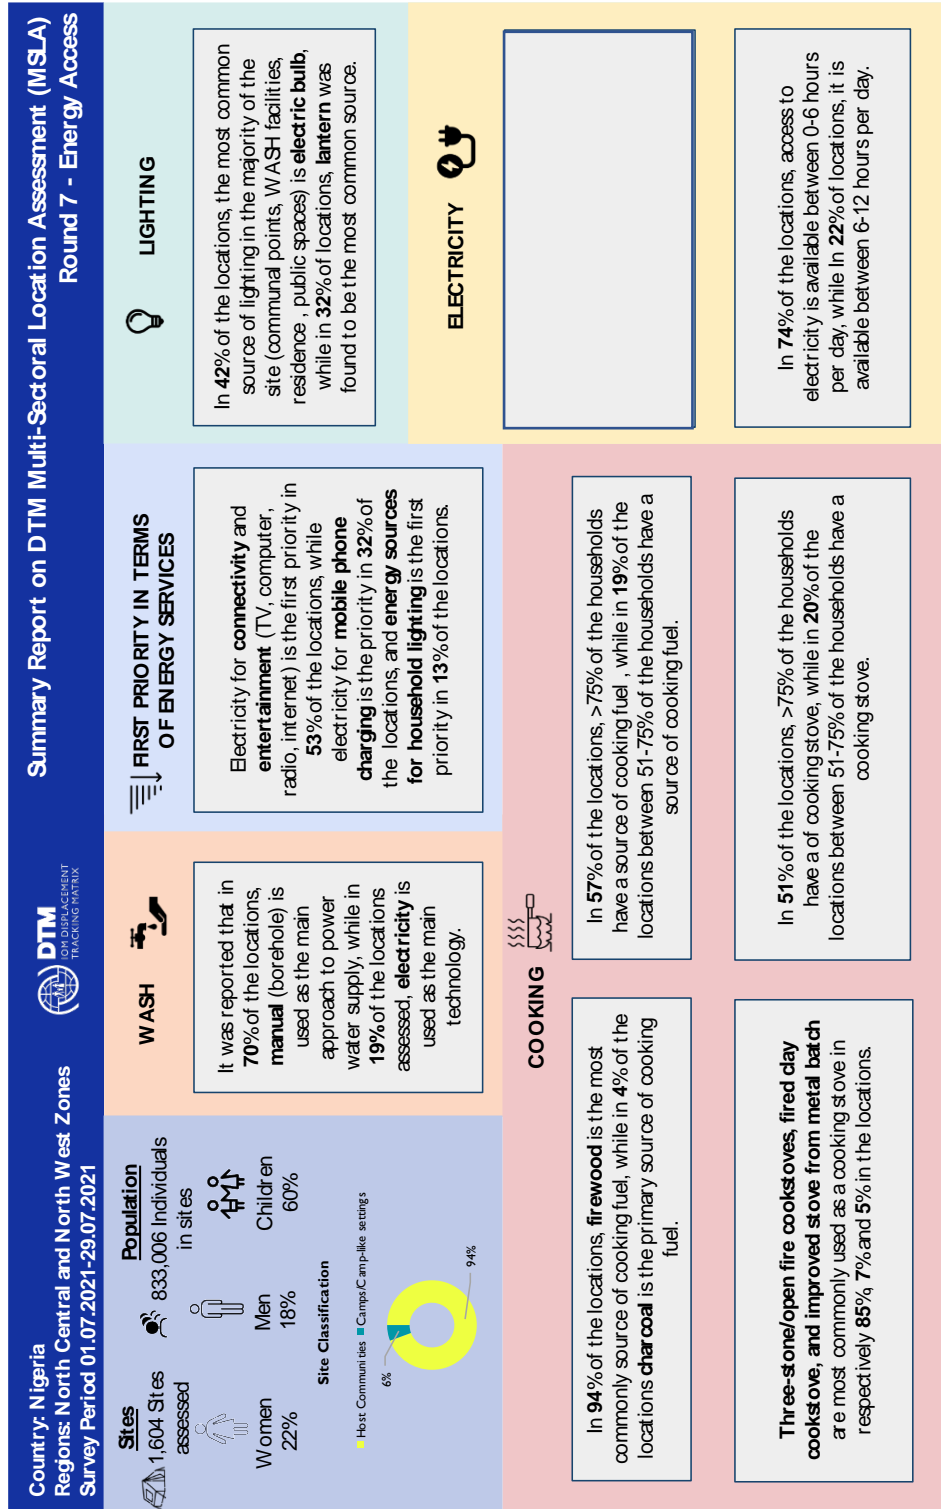 Country: Nigeria
Regions: North Central and North West Zones
Survey Period 01.07.2021-29.07.2021
DTM
IOM DISPLACEMENT
TRACKING MATRIX
Summary Report on DTM Multi-Sectoral Location Assessment (MSLA)
Round 7 - Energy Access
Sites
1,604 Sites
assessed
Population
833,006 Individuals
in sites
Women
22%
Men
18%
Children
60%
Site Classification
Host Communities
Camps/Camp-like settings
6%
94%
WASH
It was reported that in
70% of the locations,
manual (borehole) is
used as the main
approach to power
water supply, while in
19% of the locations
assessed, electricity is
used as the main
technology.
FIRST PRIORITY IN TERMS
OF ENERGY SERVICES
Electricity for connectivity and
entertainment (TV, computer,
radio, internet) is the first priority in
53% of the locations, while
electricity for mobile phone
charging is the priority in 32% of
the locations, and energy sources
for household lighting is the first
priority in 13% of the locations.
LIGHTING
In 42% of the locations, the most common
source of lighting in the majority of the
site (communal points, WASH facilities,
residence , public spaces) is electric bulb,
while in 32% of locations, lantern was
found to be the most common source.
COOKING
In 94% of the locations, firewood is the most
commonly source of cooking fuel, while in 4% of the
locations charcoal is the primary source of cooking
fuel.
In 57% of the locations, >75% of the households
have a source of cooking fuel , while in 19% of the
locations between 51-75% of the households have a
source of cooking fuel.
Three-stone/open fire cookstoves, fired clay
cookstove, and improved stove from metal batch
are most commonly used as a cooking stove in
respectively 85%, 7% and 5% in the locations.
In 51% of the locations, >75% of the households
have a of cooking stove, while in 20% of the
locations between 51-75% of the households have a
cooking stove.
ELECTRICITY
In 74% of the locations, access to
electricity is available between 0-6 hours
per day, while In 22% of locations, it is
available between 6-12 hours per day.